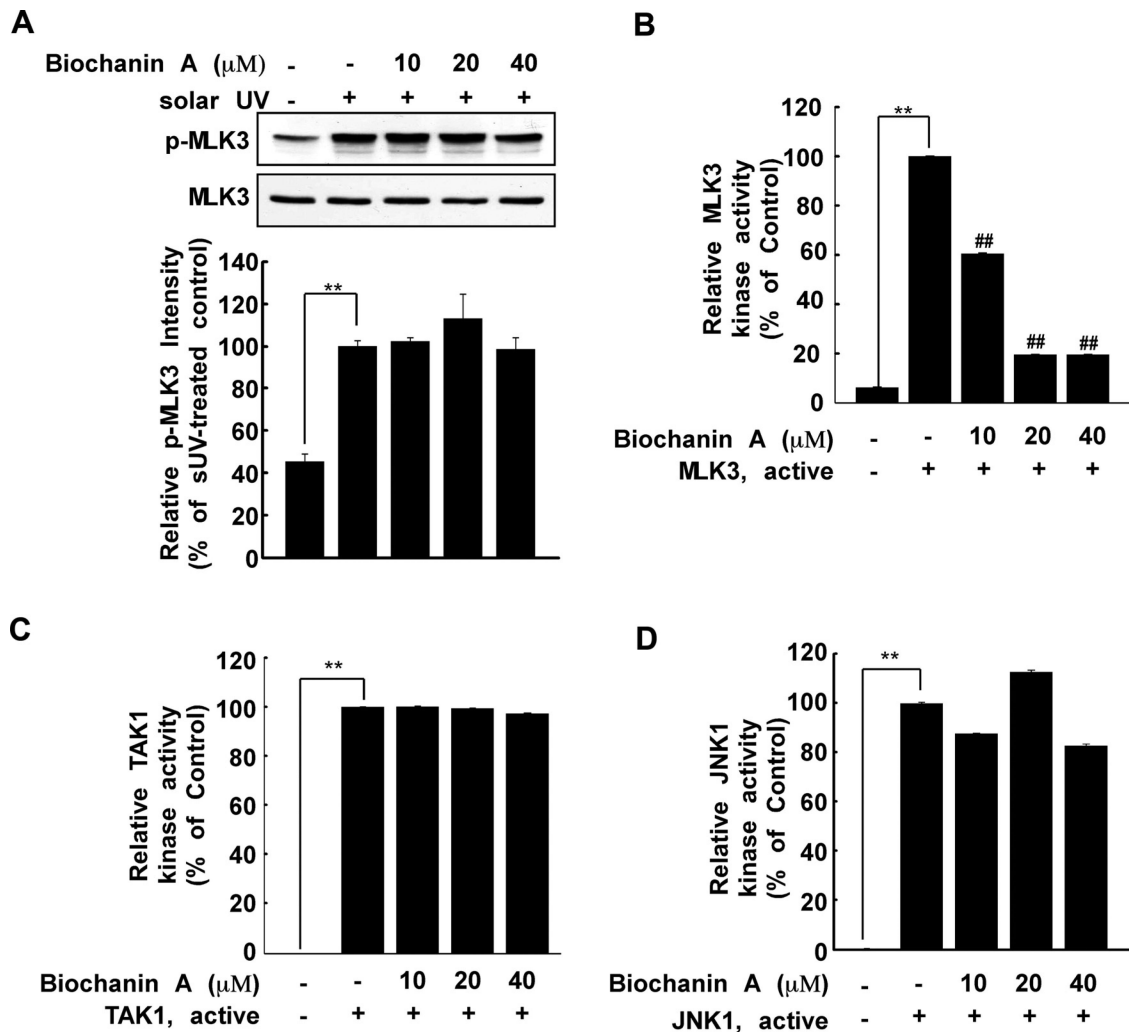 A
Biochanin A (μM) - - 10 20 40
solar UV - + + + +
p-MLK3
MLK3
Relative p-MLK3 Intensity
(% of sUV-treated control)
140
120
100
80
60
40
20
0
**
B
Relative MLK3
kinase activity
(% of Control)
120
100
80
60
40
20
0
**
##
## ##
Biochanin A (μM) - - 10 20 40
MLK3, active - + + + +
C
Relative TAK1
kinase activity
(% of Control)
120
100
80
60
40
20
0
**
Biochanin A (μM) - - 10 20 40
TAK1, active - + + + +
D
Relative JNK1
kinase activity
(% of Control)
120
100
80
60
40
20
0
**
Biochanin A (μM) - - 10 20 40
JNK1, active - + + + +